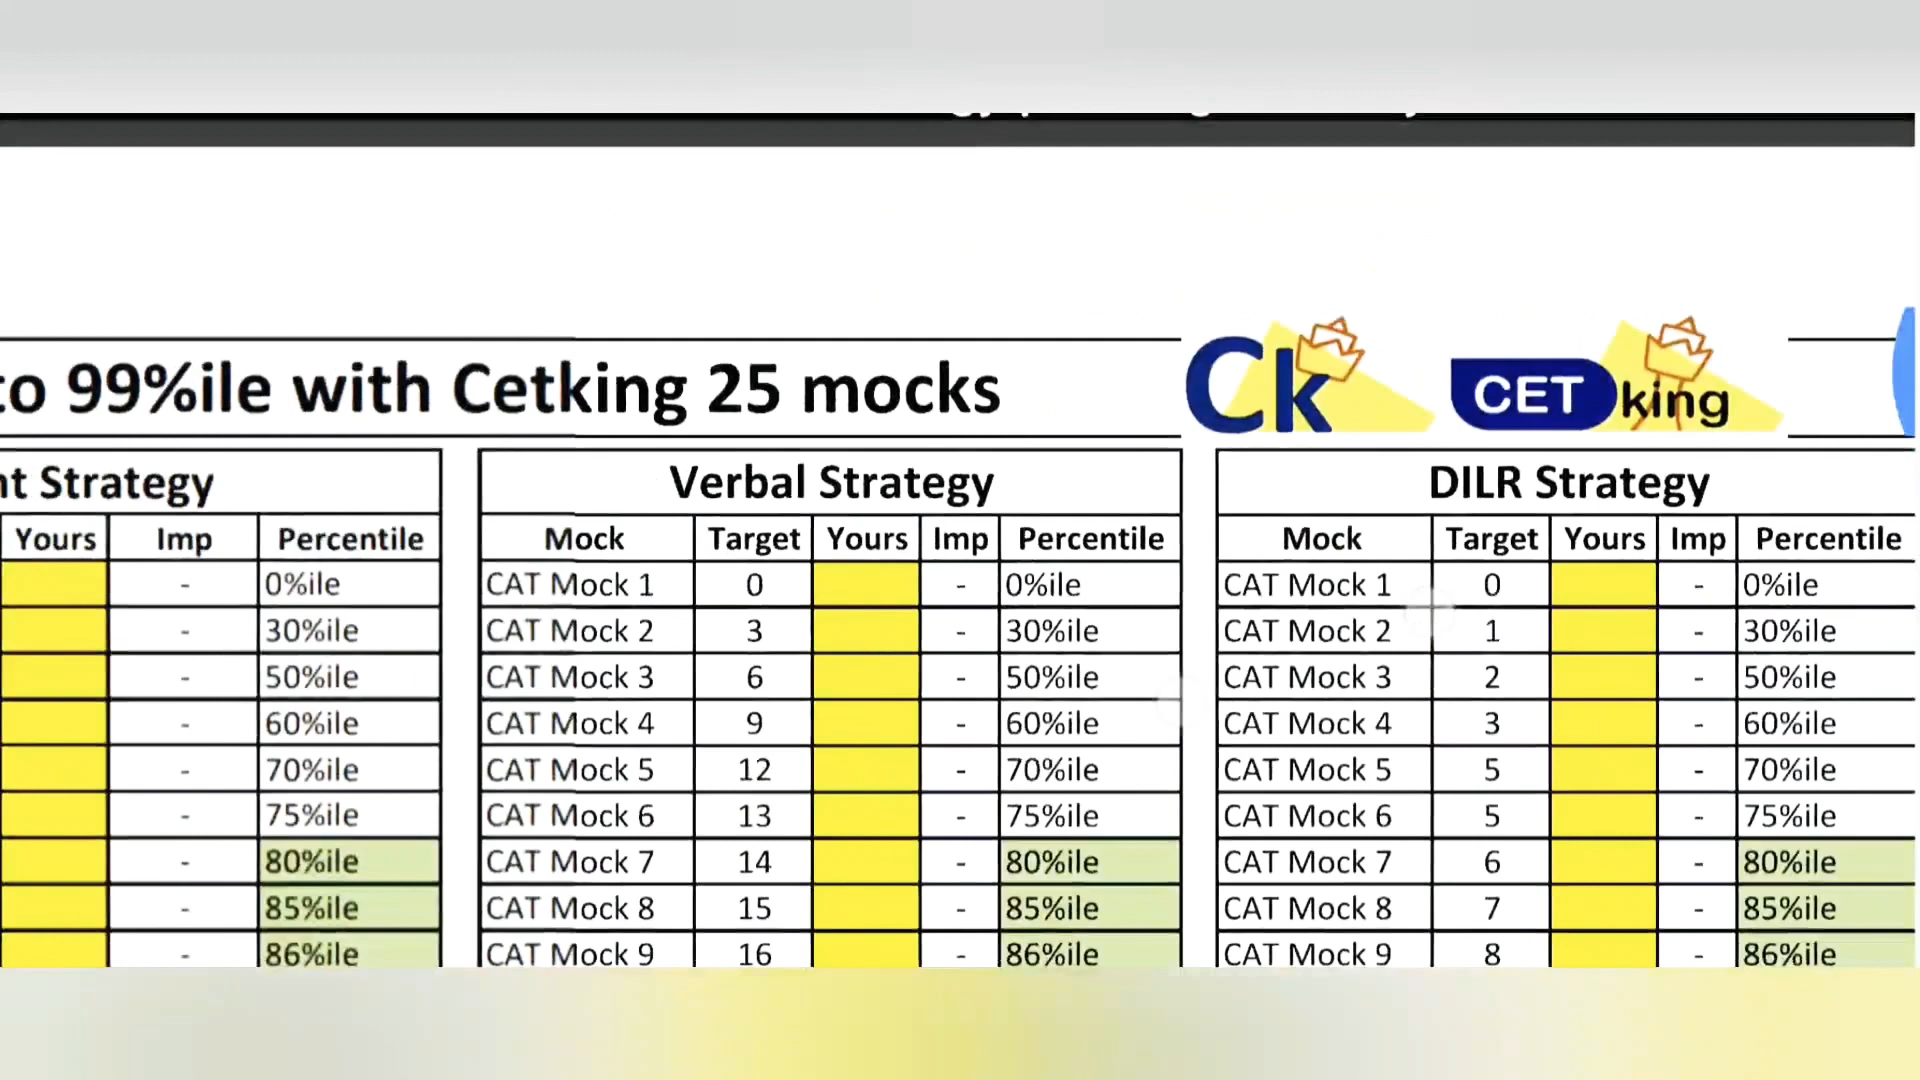 to 99%ile with Cetking 25 mocks
Ck
CET king
nt Strategy
Yours Imp Percentile
- 0%ile
- 30%ile
- 50%ile
- 60%ile
- 70%ile
- 75%ile
- 80%ile
- 85%ile
- 86%ile
Verbal Strategy
Mock Target Yours Imp Percentile
CAT Mock 1 0 - 0%ile
CAT Mock 2 3 - 30%ile
CAT Mock 3 6 - 50%ile
CAT Mock 4 9 - 60%ile
CAT Mock 5 12 - 70%ile
CAT Mock 6 13 - 75%ile
CAT Mock 7 14 - 80%ile
CAT Mock 8 15 - 85%ile
CAT Mock 9 16 - 86%ile
DILR Strategy
Mock Target Yours Imp Percentile
CAT Mock 1 0 - 0%ile
CAT Mock 2 1 - 30%ile
CAT Mock 3 2 - 50%ile
CAT Mock 4 3 - 60%ile
CAT Mock 5 5 - 70%ile
CAT Mock 6 5 - 75%ile
CAT Mock 7 6 - 80%ile
CAT Mock 8 7 - 85%ile
CAT Mock 9 8 - 86%ile